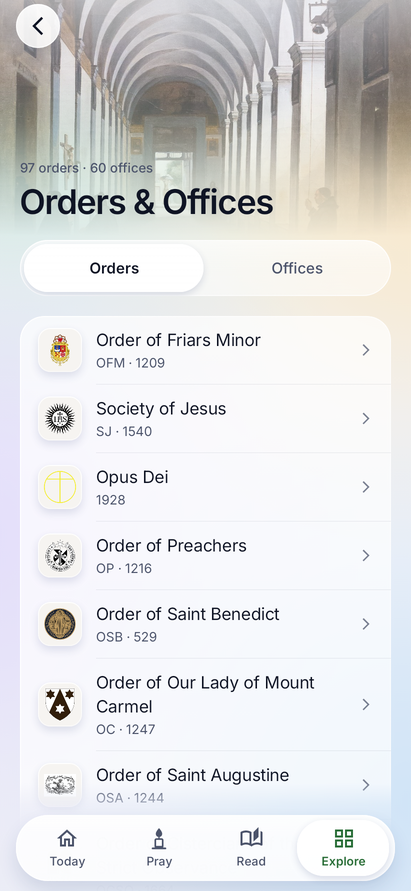 97 orders · 60 offices
Orders & Offices
Orders
Offices
Order of Friars Minor
OFM · 1209
Society of Jesus
SJ · 1540
Opus Dei
1928
Order of Preachers
OP · 1216
Order of Saint Benedict
OSB · 529
Order of Our Lady of Mount
Carmel
OC · 1247
Order of Saint Augustine
OSA · 1244
Today
Pray
Read
Explore